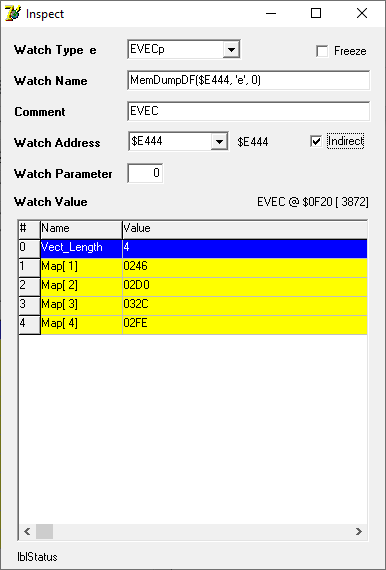 Inspect
Watch Type e EVECp Freeze
Watch Name MemDumpDF($E444, 'e', 0)
Comment EVEC
Watch Address $E444 $E444 Indirect
Watch Parameter 0
Watch Value EVEC @ $0F20 [ 3872]
# Name Value
0 Vect_Length 4
1 Map[ 1] 0246
2 Map[ 2] 02D0
3 Map[ 3] 032C
4 Map[ 4] 02FE
lblStatus